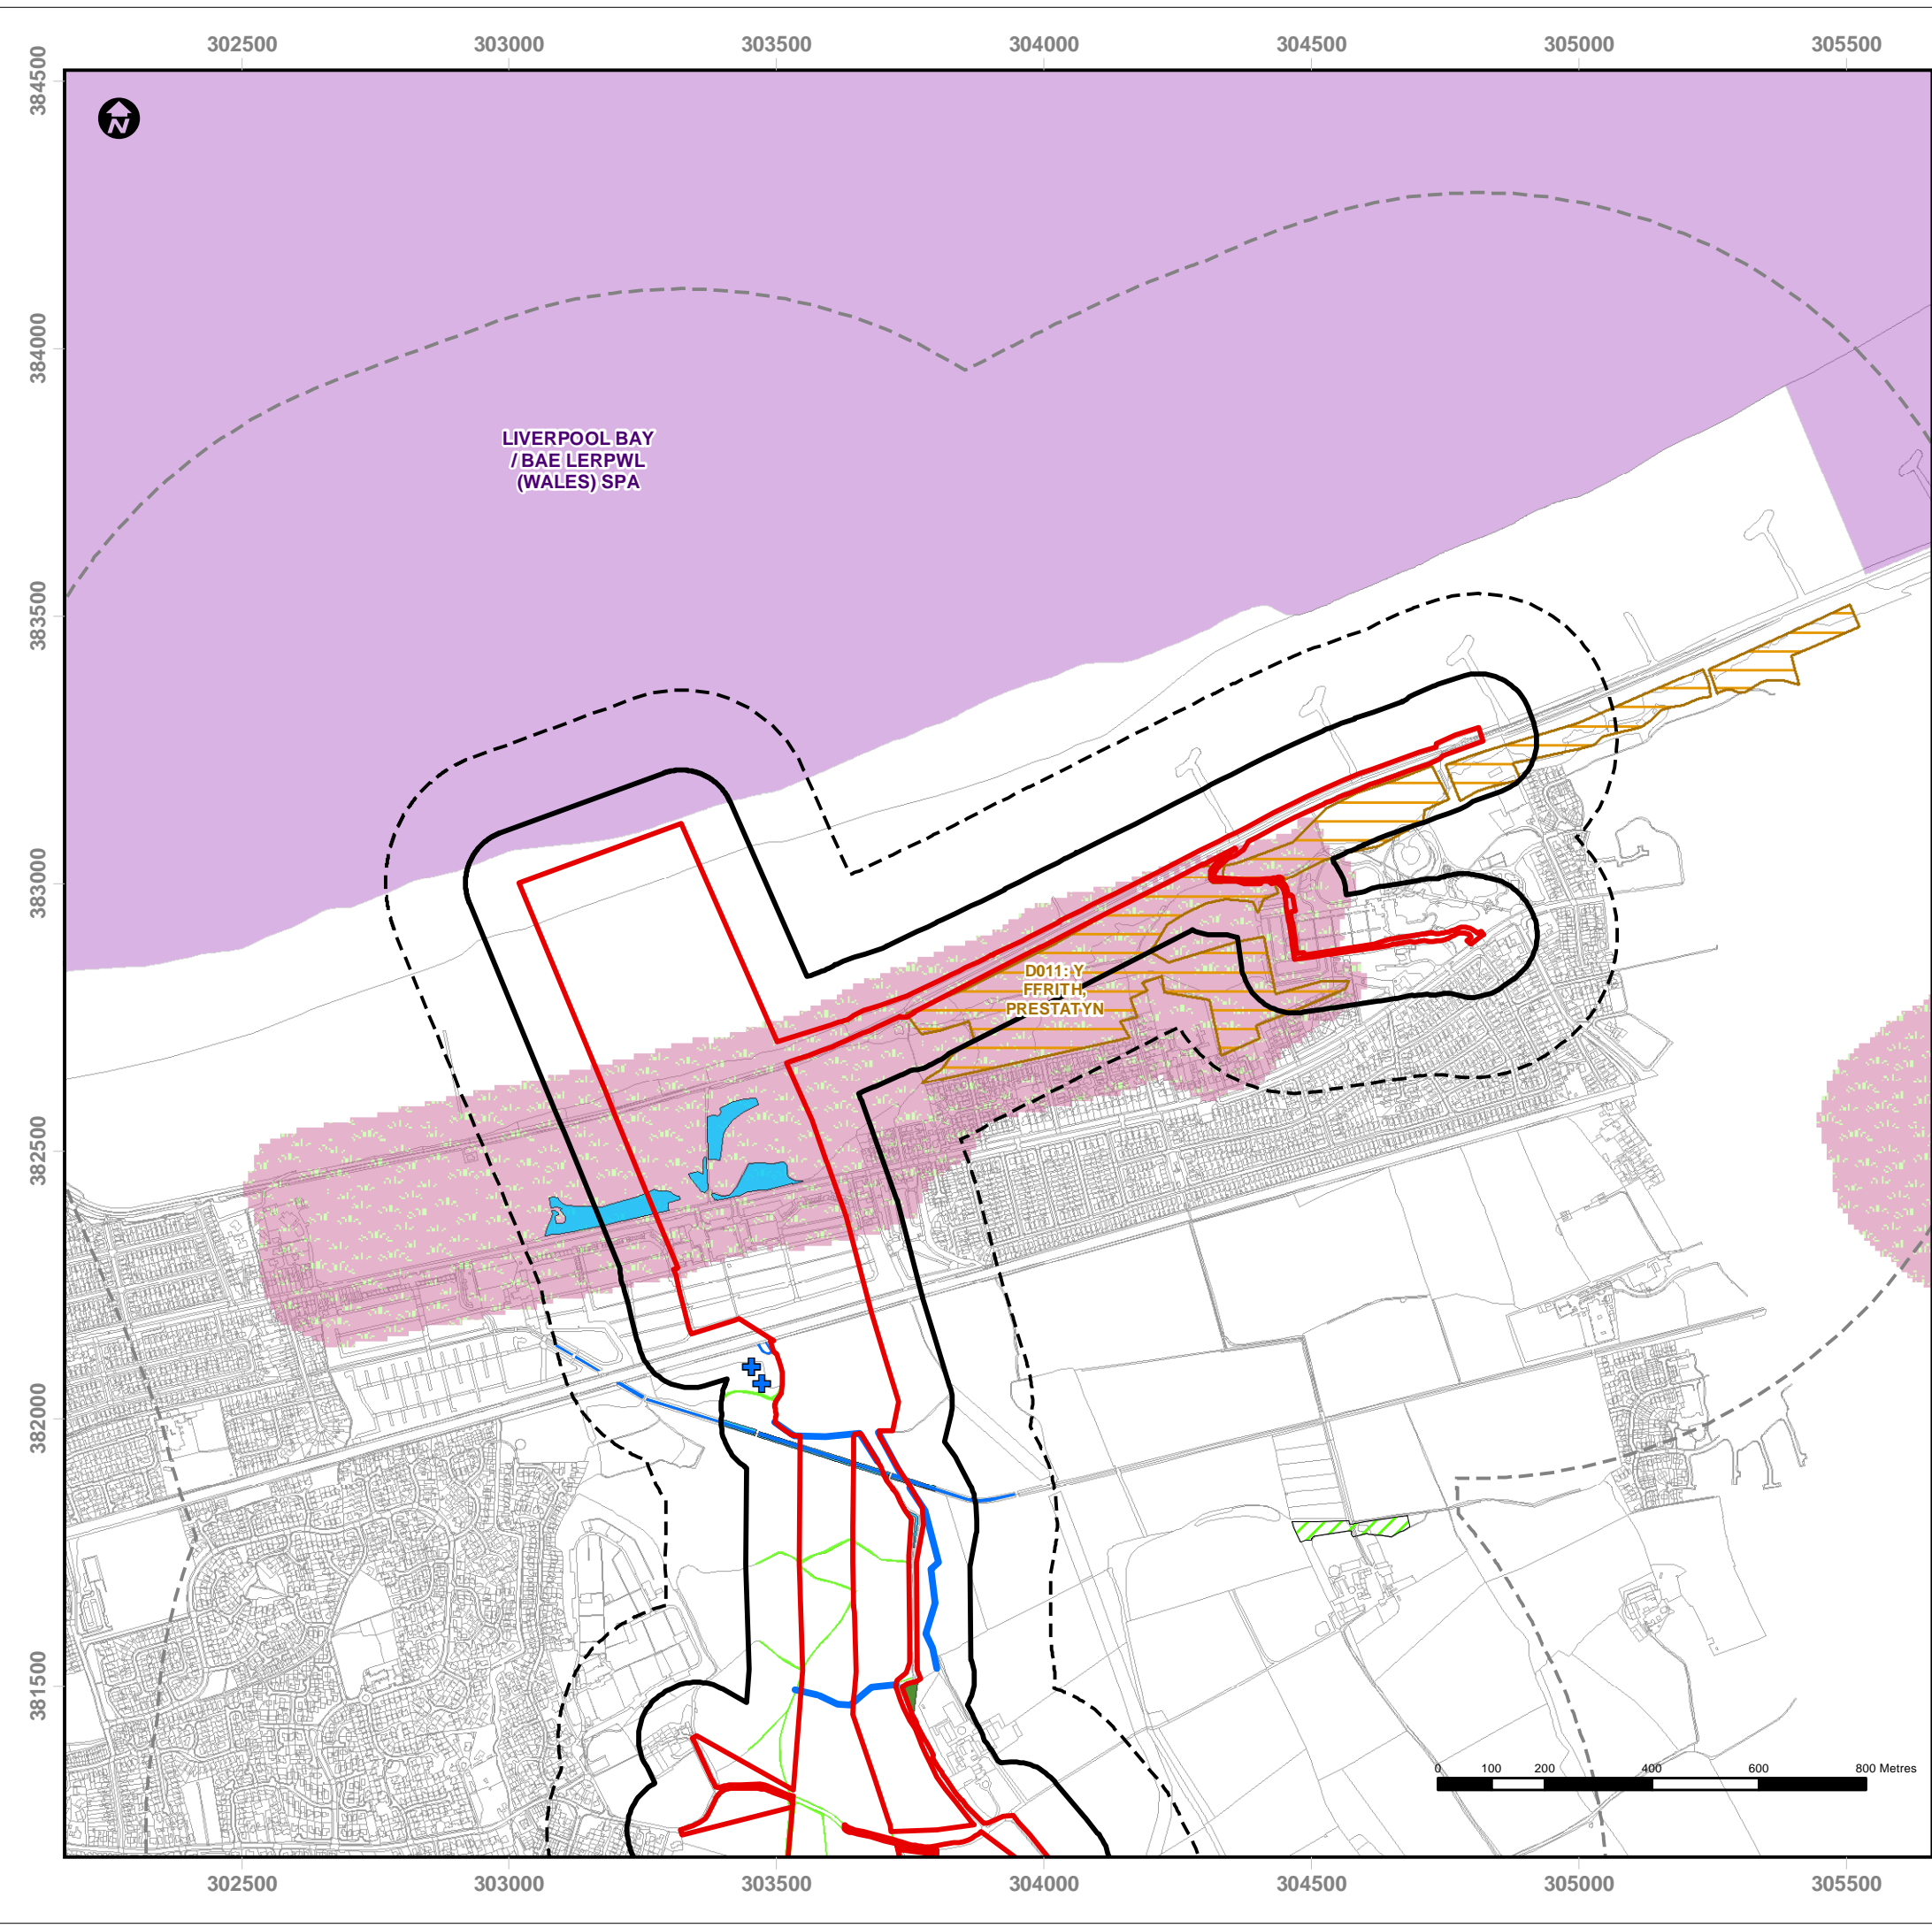 302500 303000 303500 304000 304500 305000 305500
384500
N
384000
LIVERPOOL BAY
/ BAE LERPWL
(WALES) SPA
383500
383000
D011: Y
FFRITH,
PRESTATYN
382500
382000
381500
0 100 200 400 600 800 Metres
302500 303000 303500 304000 304500 305000 305500